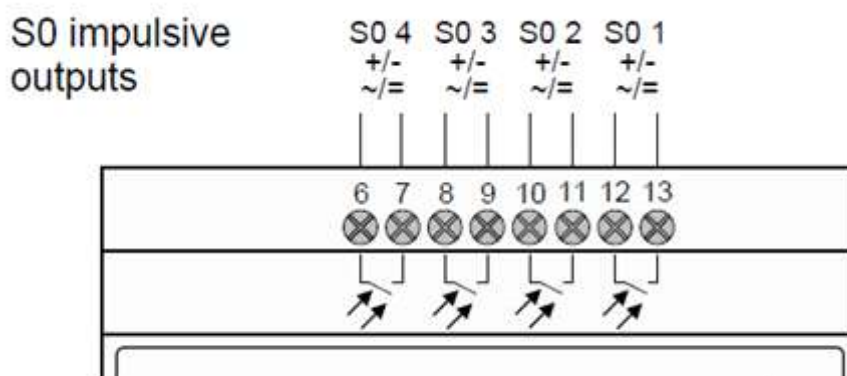 S0 impulsive
outputs
S0 4 S0 3 S0 2 S0 1
+/- +/- +/- +/-
~/= ~/= ~/= ~/=
6 7 8 9 10 11 12 13